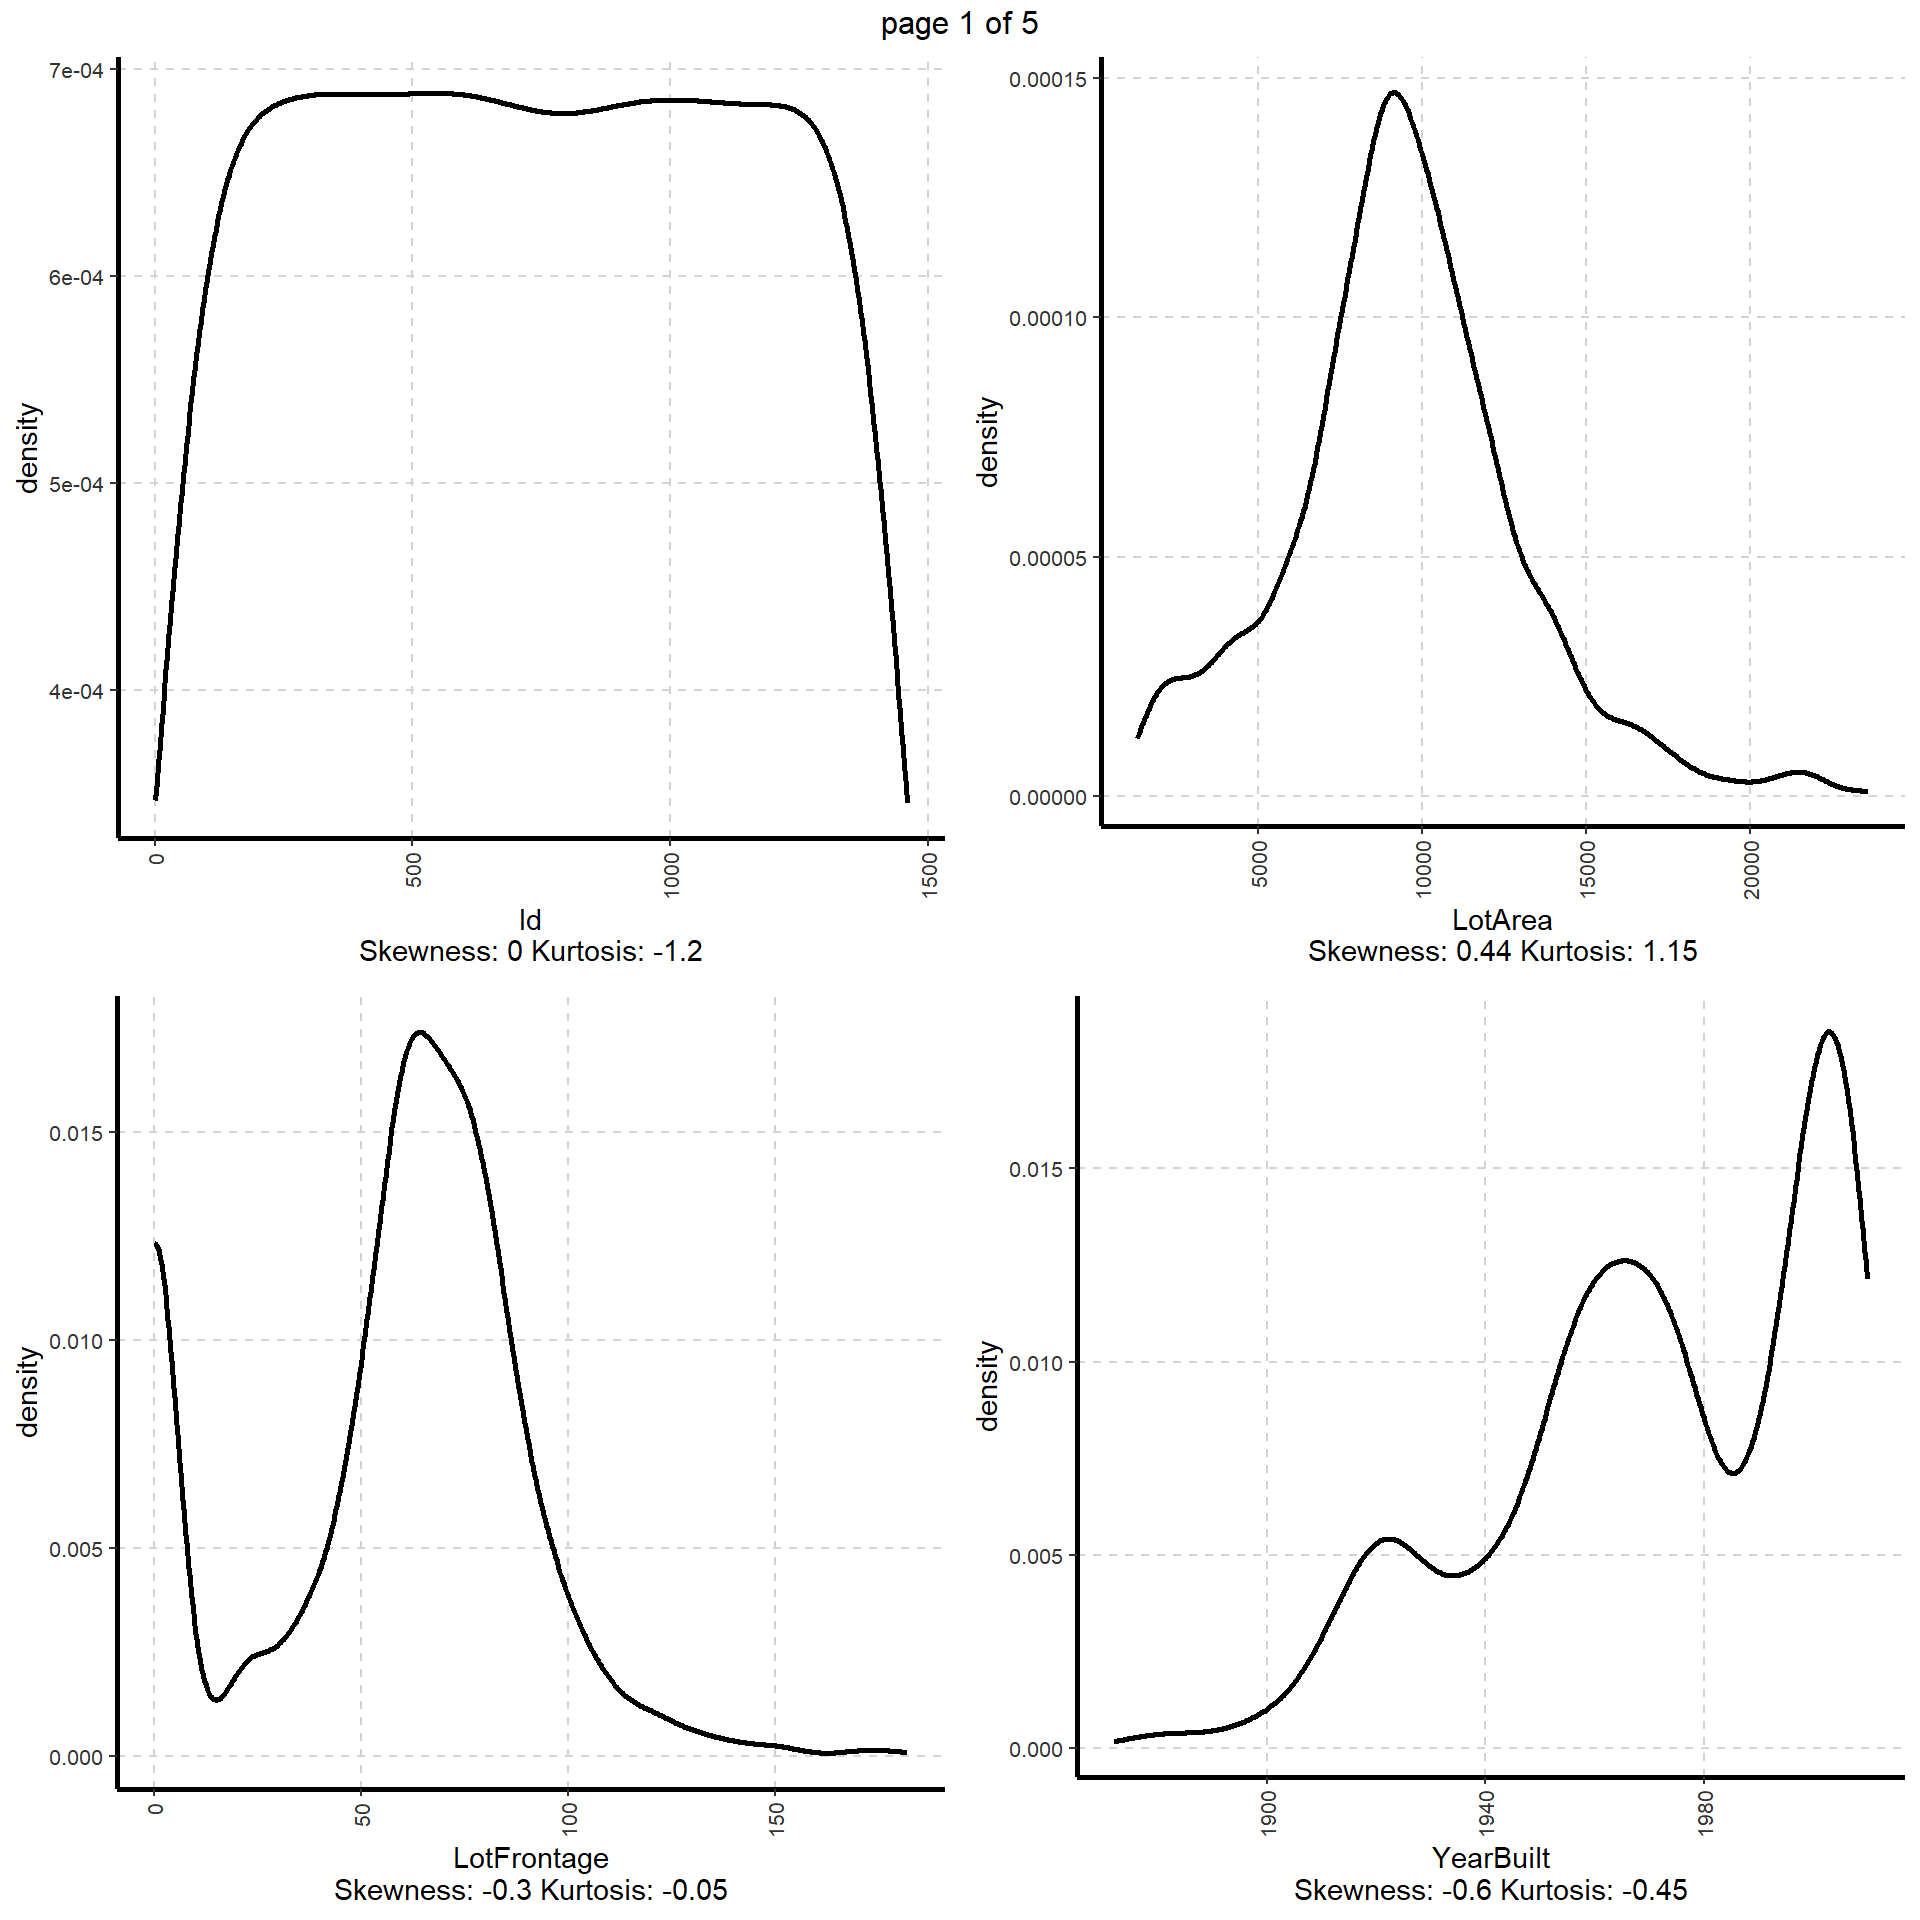 page 1 of 5
7e-04
6e-04
5e-04
4e-04
density
0
500
1000
1500
Id
Skewness: 0 Kurtosis: -1.2
0.00015
0.00010
0.00005
0.00000
density
5000
10000
15000
20000
LotArea
Skewness: 0.44 Kurtosis: 1.15
0.015
0.010
0.005
0.000
density
0
50
100
150
LotFrontage
Skewness: -0.3 Kurtosis: -0.05
0.015
0.010
0.005
0.000
density
1900
1940
1980
YearBuilt
Skewness: -0.6 Kurtosis: -0.45